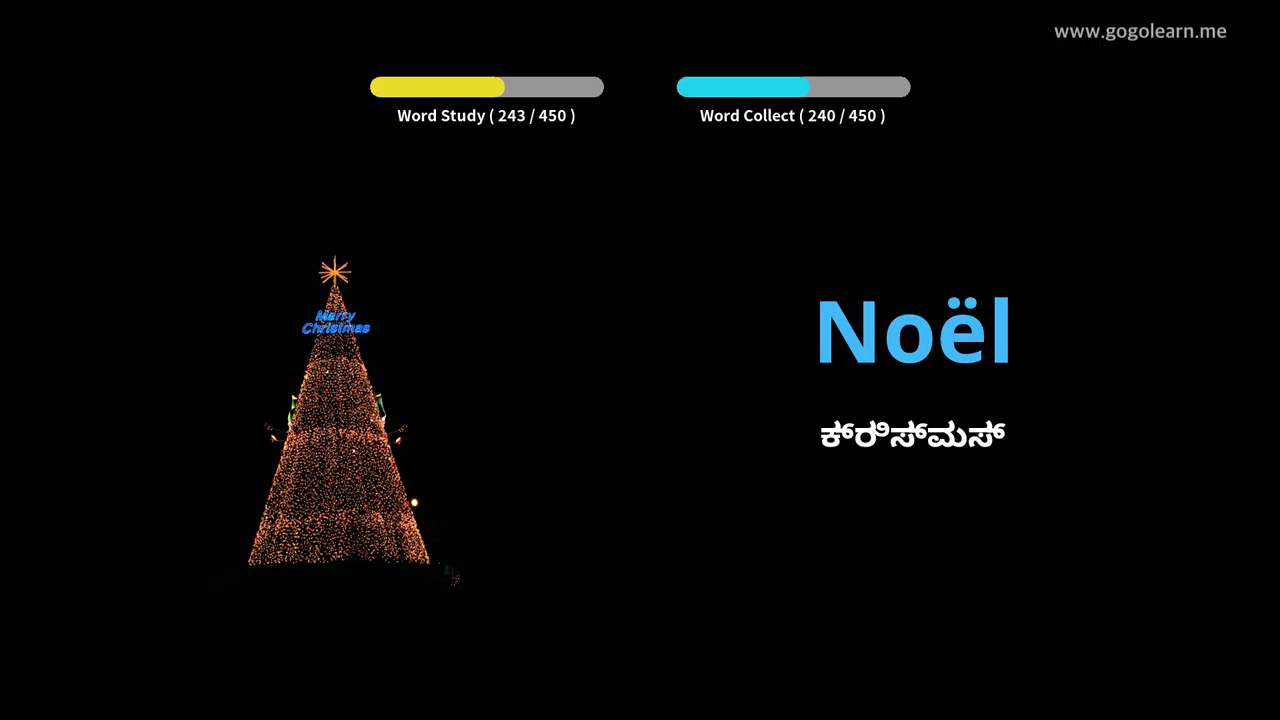 www.gogolearn.me
Word Study ( 243 / 450 )
Word Collect ( 240 / 450 )
Merry
Christmas
Noël
ಕ್ರಿಸ್ಮಸ್